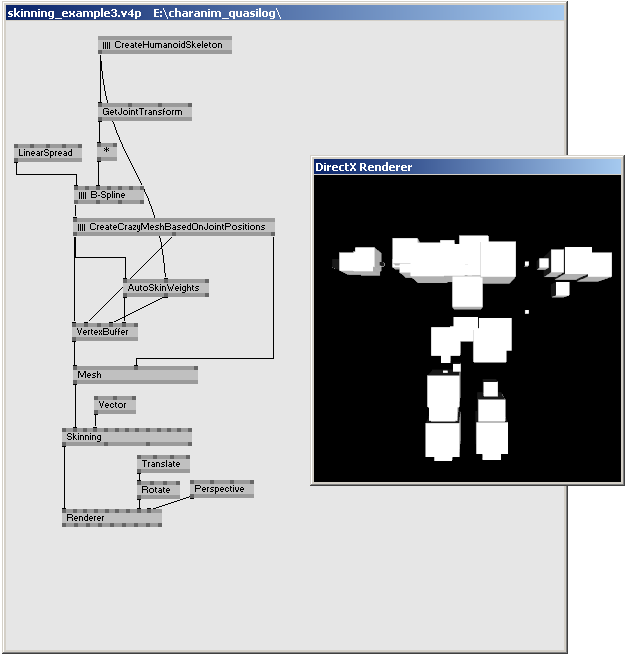 skinning_example3.v4p E:\charanim_quasilog\
CreateHumanoidSkeleton
GetJointTransform
LinearSpread
*
B-Spline
DirectX Renderer
CreateCrazyMeshBasedOnJointPositions
AutoSkinWeights
VertexBuffer
Mesh
Vector
Skinning
Translate
Rotate
Perspective
Renderer